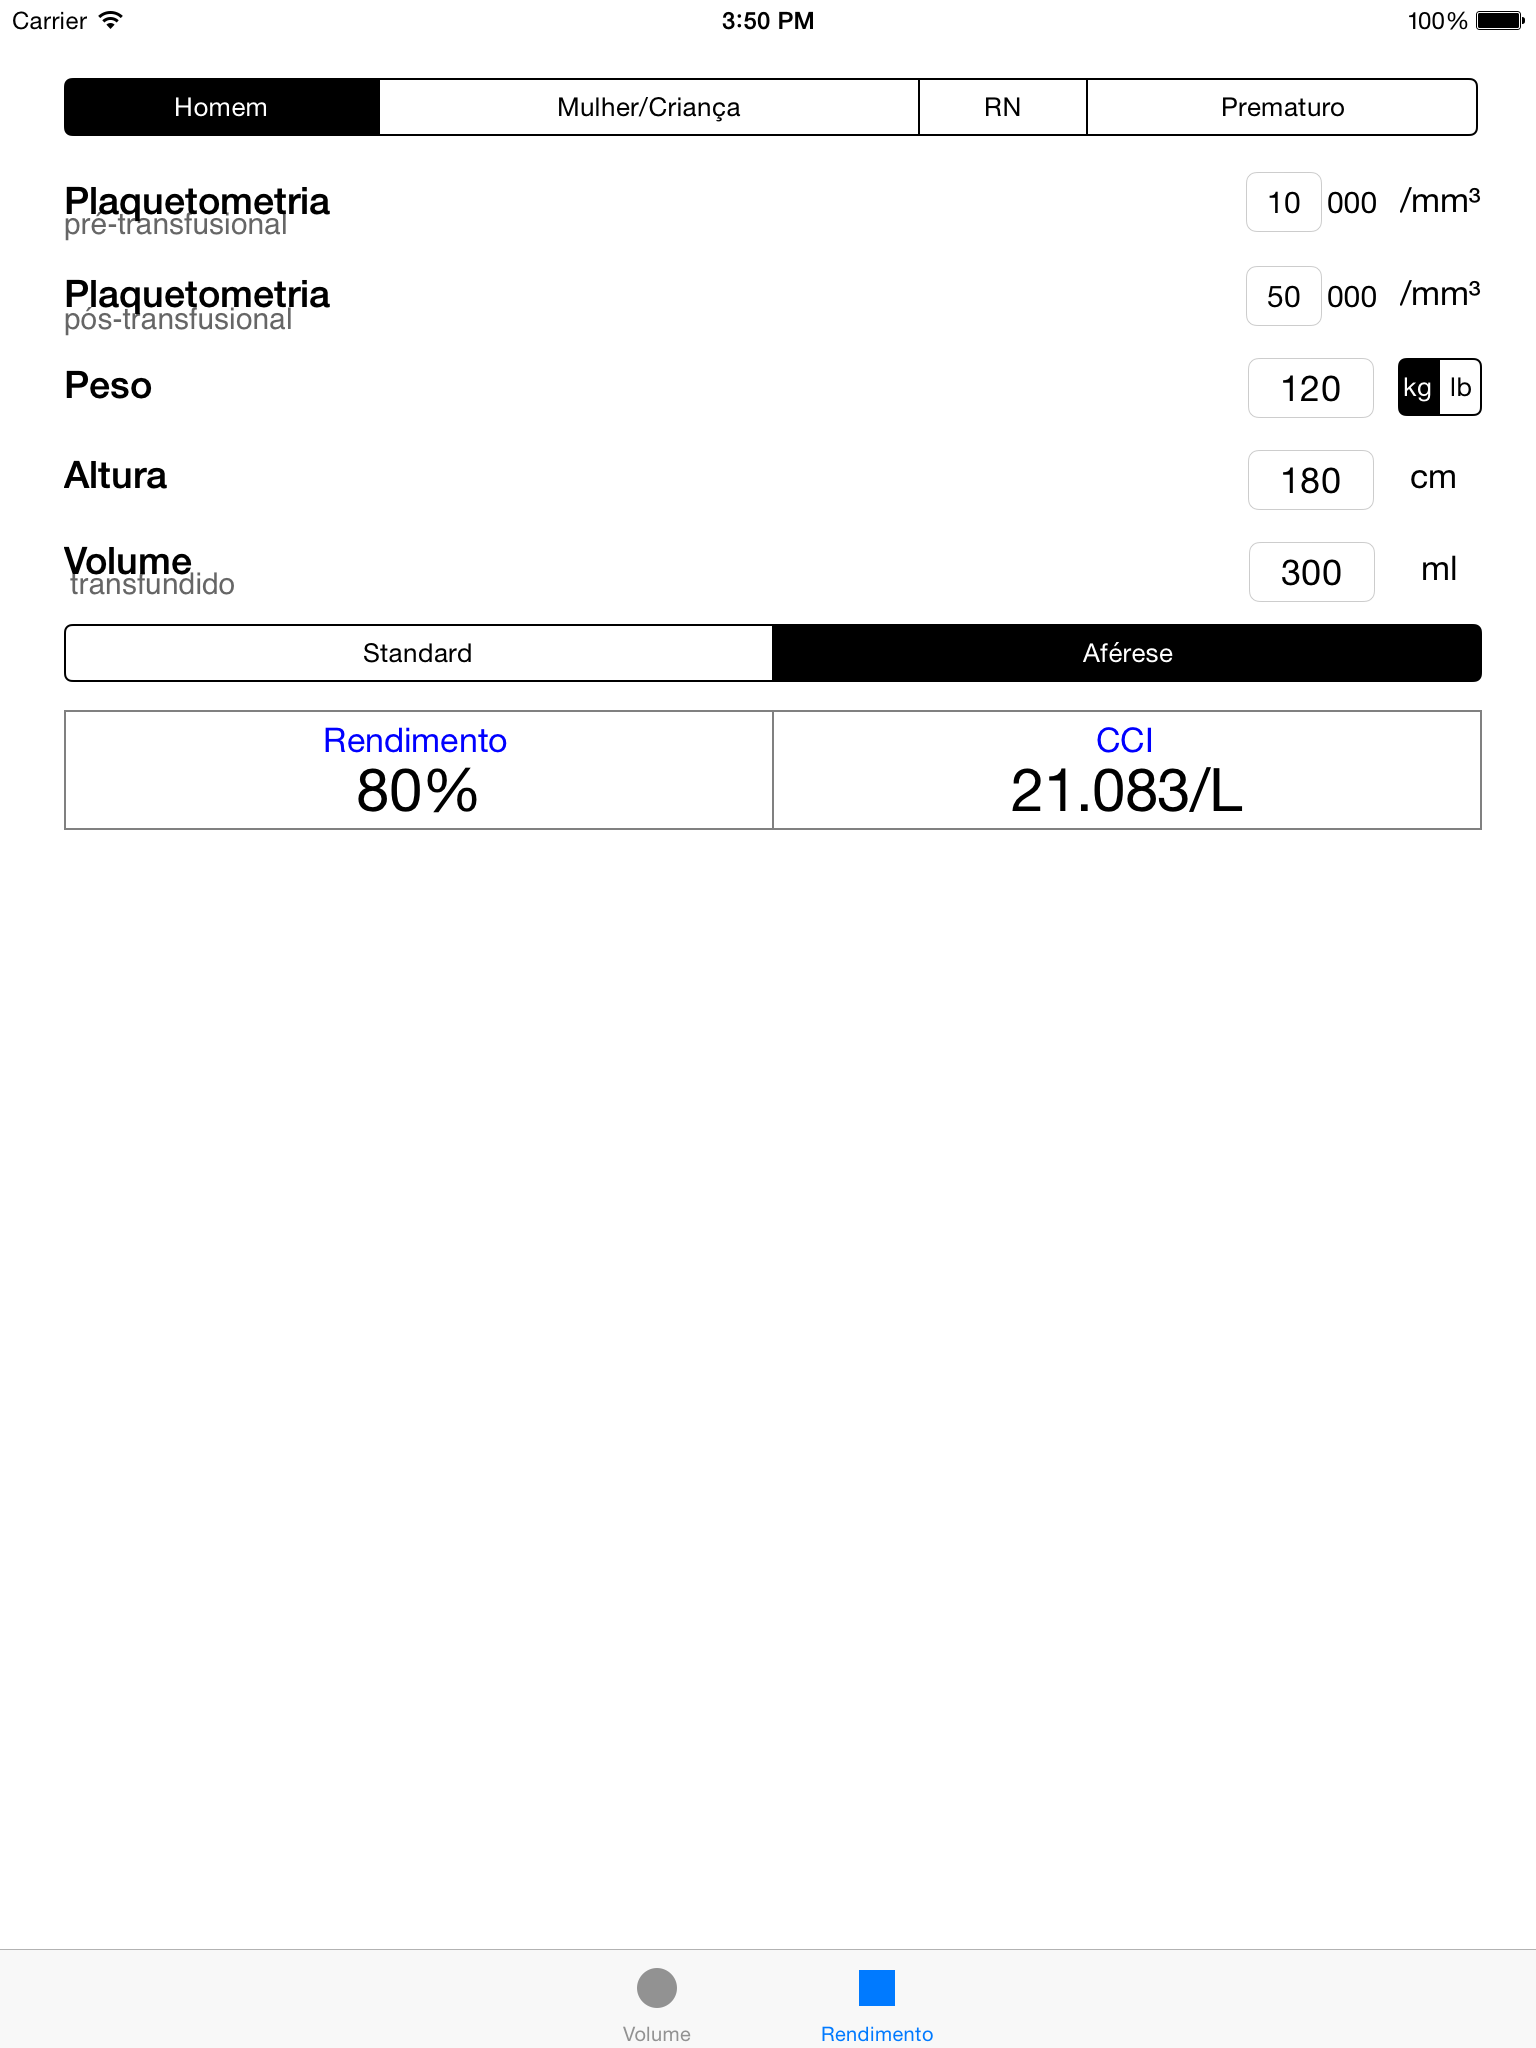 Carrier 3:50 PM 100%
Homem Mulher/Criança RN Prematuro
Plaquetometria 10 000 /mm³
pré-transfusional
Plaquetometria 50 000 /mm³
pós-transfusional
Peso 120 kg lb
Altura 180 cm
Volume 300 ml
transfundido
Standard Aférese
Rendimento CCI
80% 21.083/L
Volume Rendimento